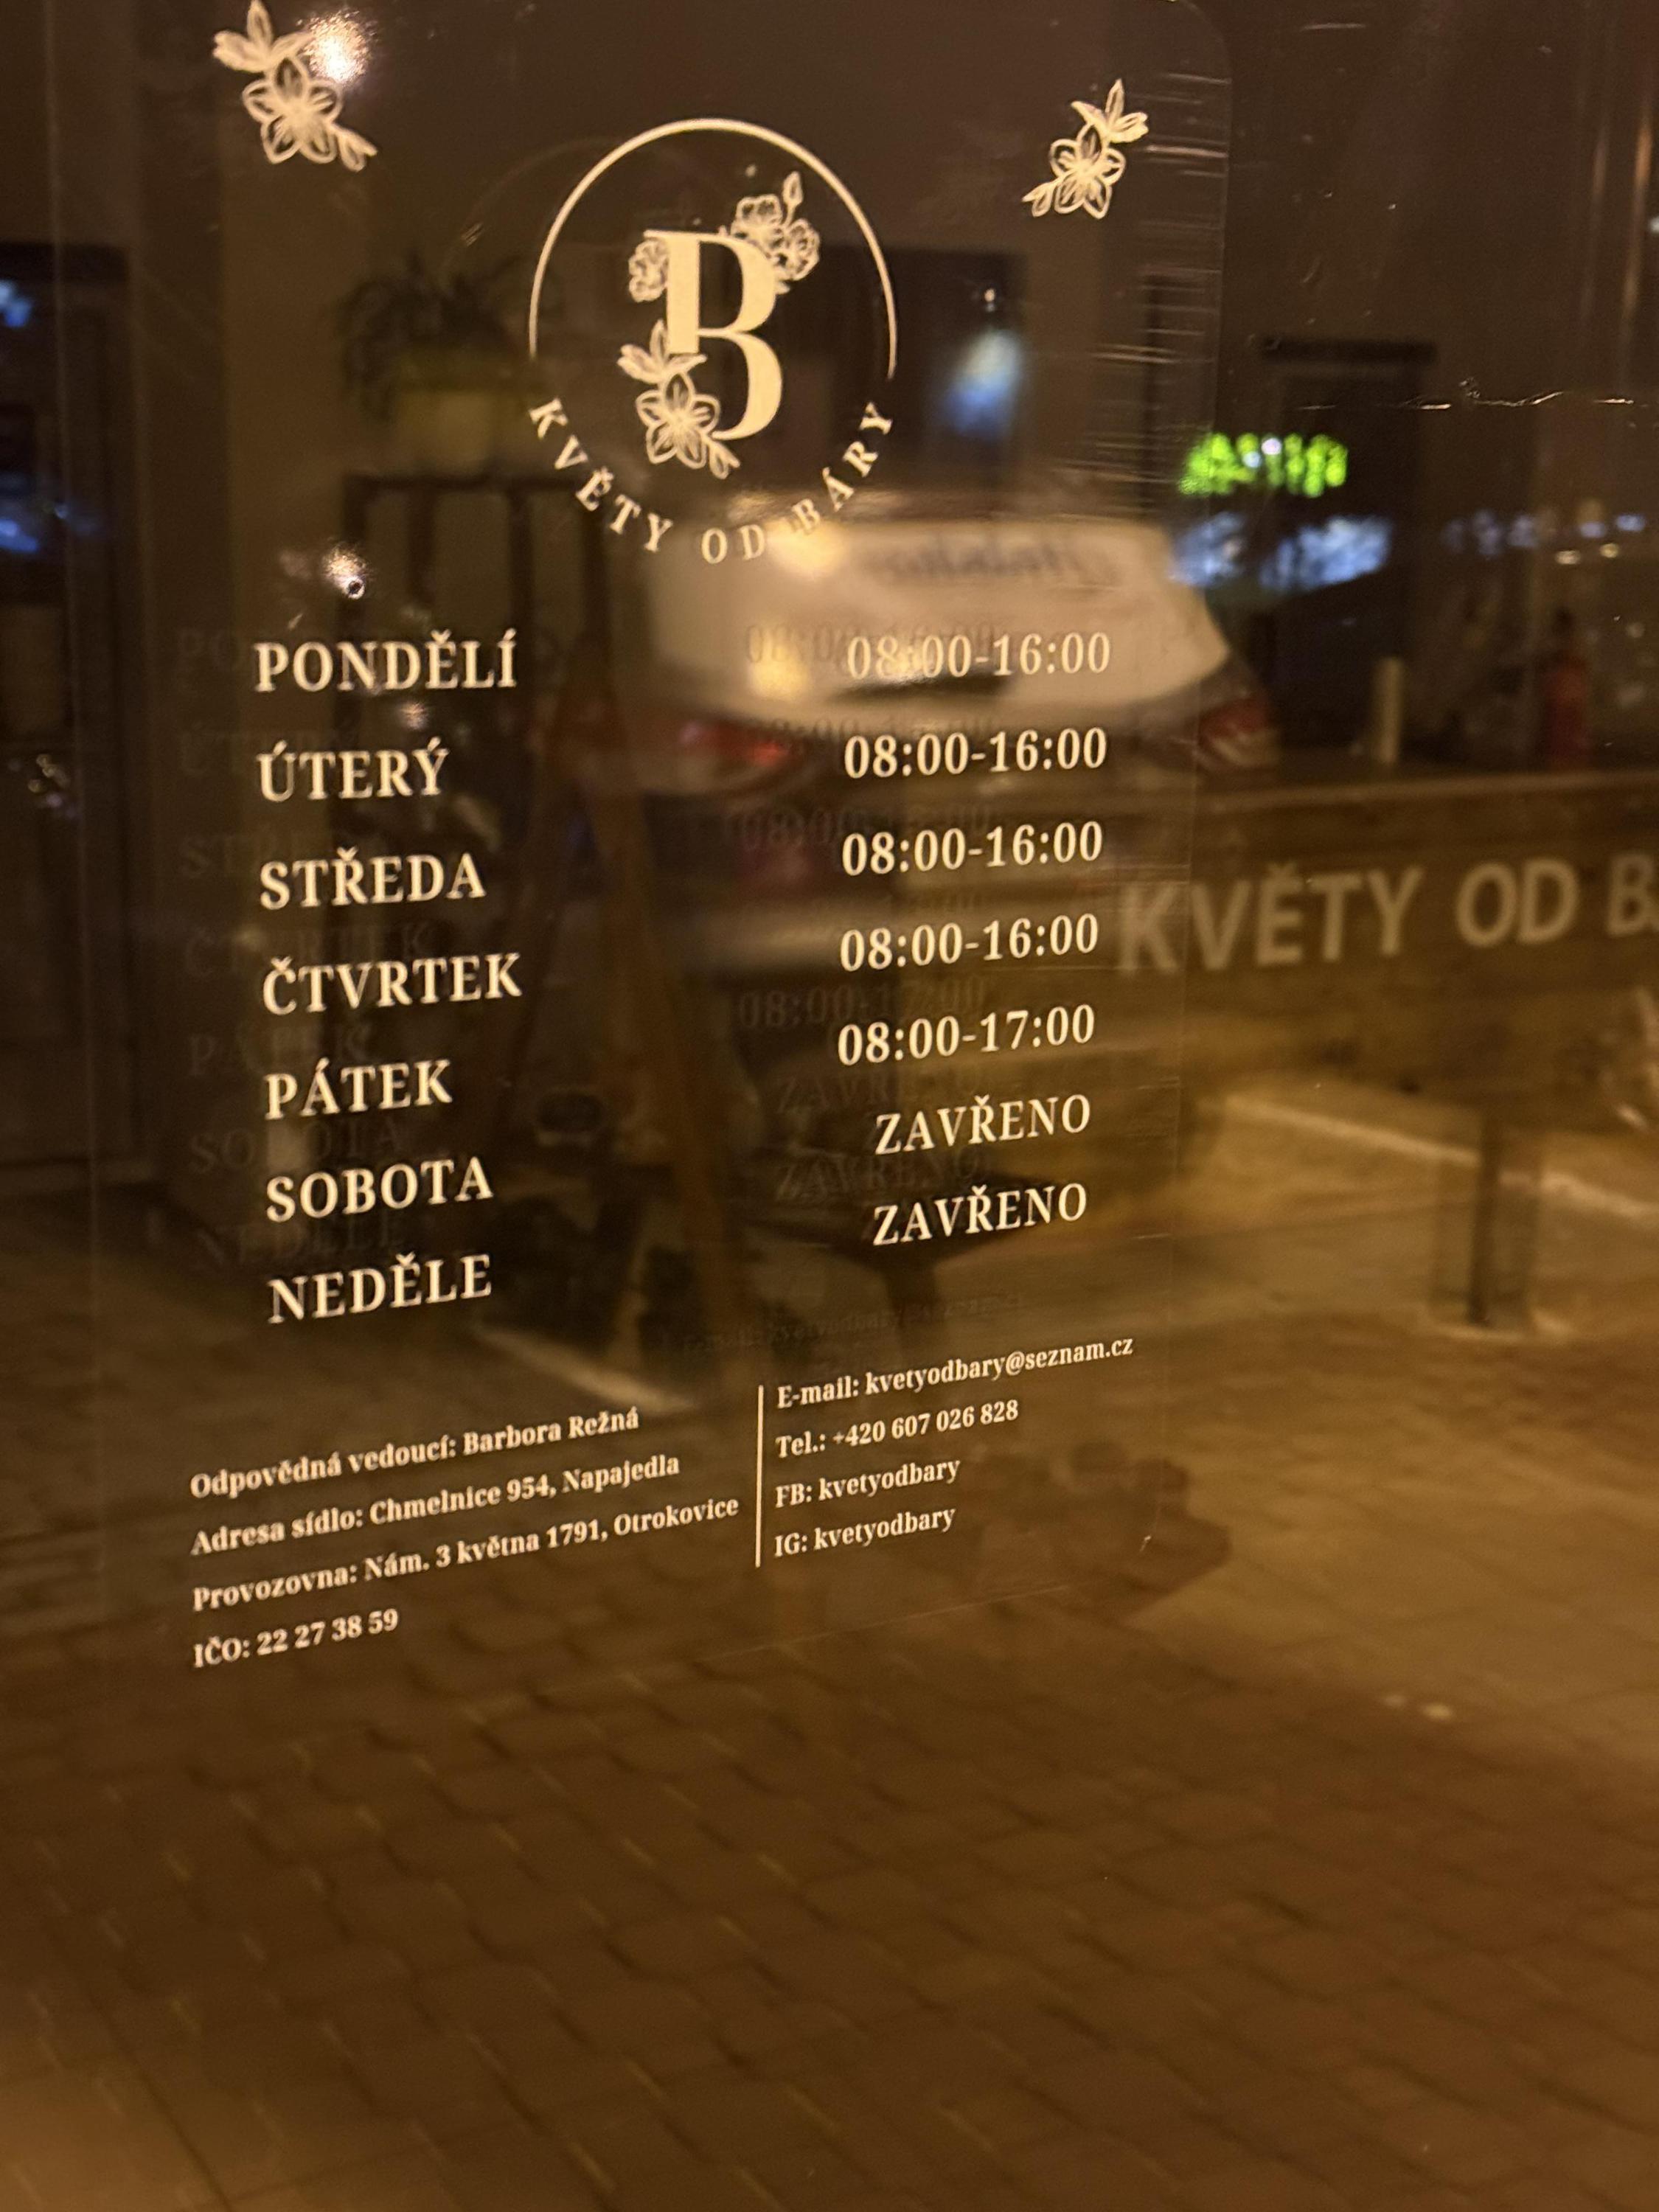 B
KVĚTY OD BÁRY
PONDĚLÍ 08:00-16:00
ÚTERÝ 08:00-16:00
STŘEDA 08:00-16:00
ČTVRTEK 08:00-16:00
PÁTEK 08:00-17:00
SOBOTA ZAVŘENO
NEDĚLE ZAVŘENO
KVĚTY OD
Odpovědná vedoucí: Barbora Režná
Adresa sídlo: Chmelnice 954, Napajedla
Provozovna: Nám. 3 května 1791, Otrokovice
IČO: 22 27 38 59
E-mail: kvetyodbary@seznam.cz
Tel.: +420 607 026 828
FB: kvetyodbary
IG: kvetyodbary